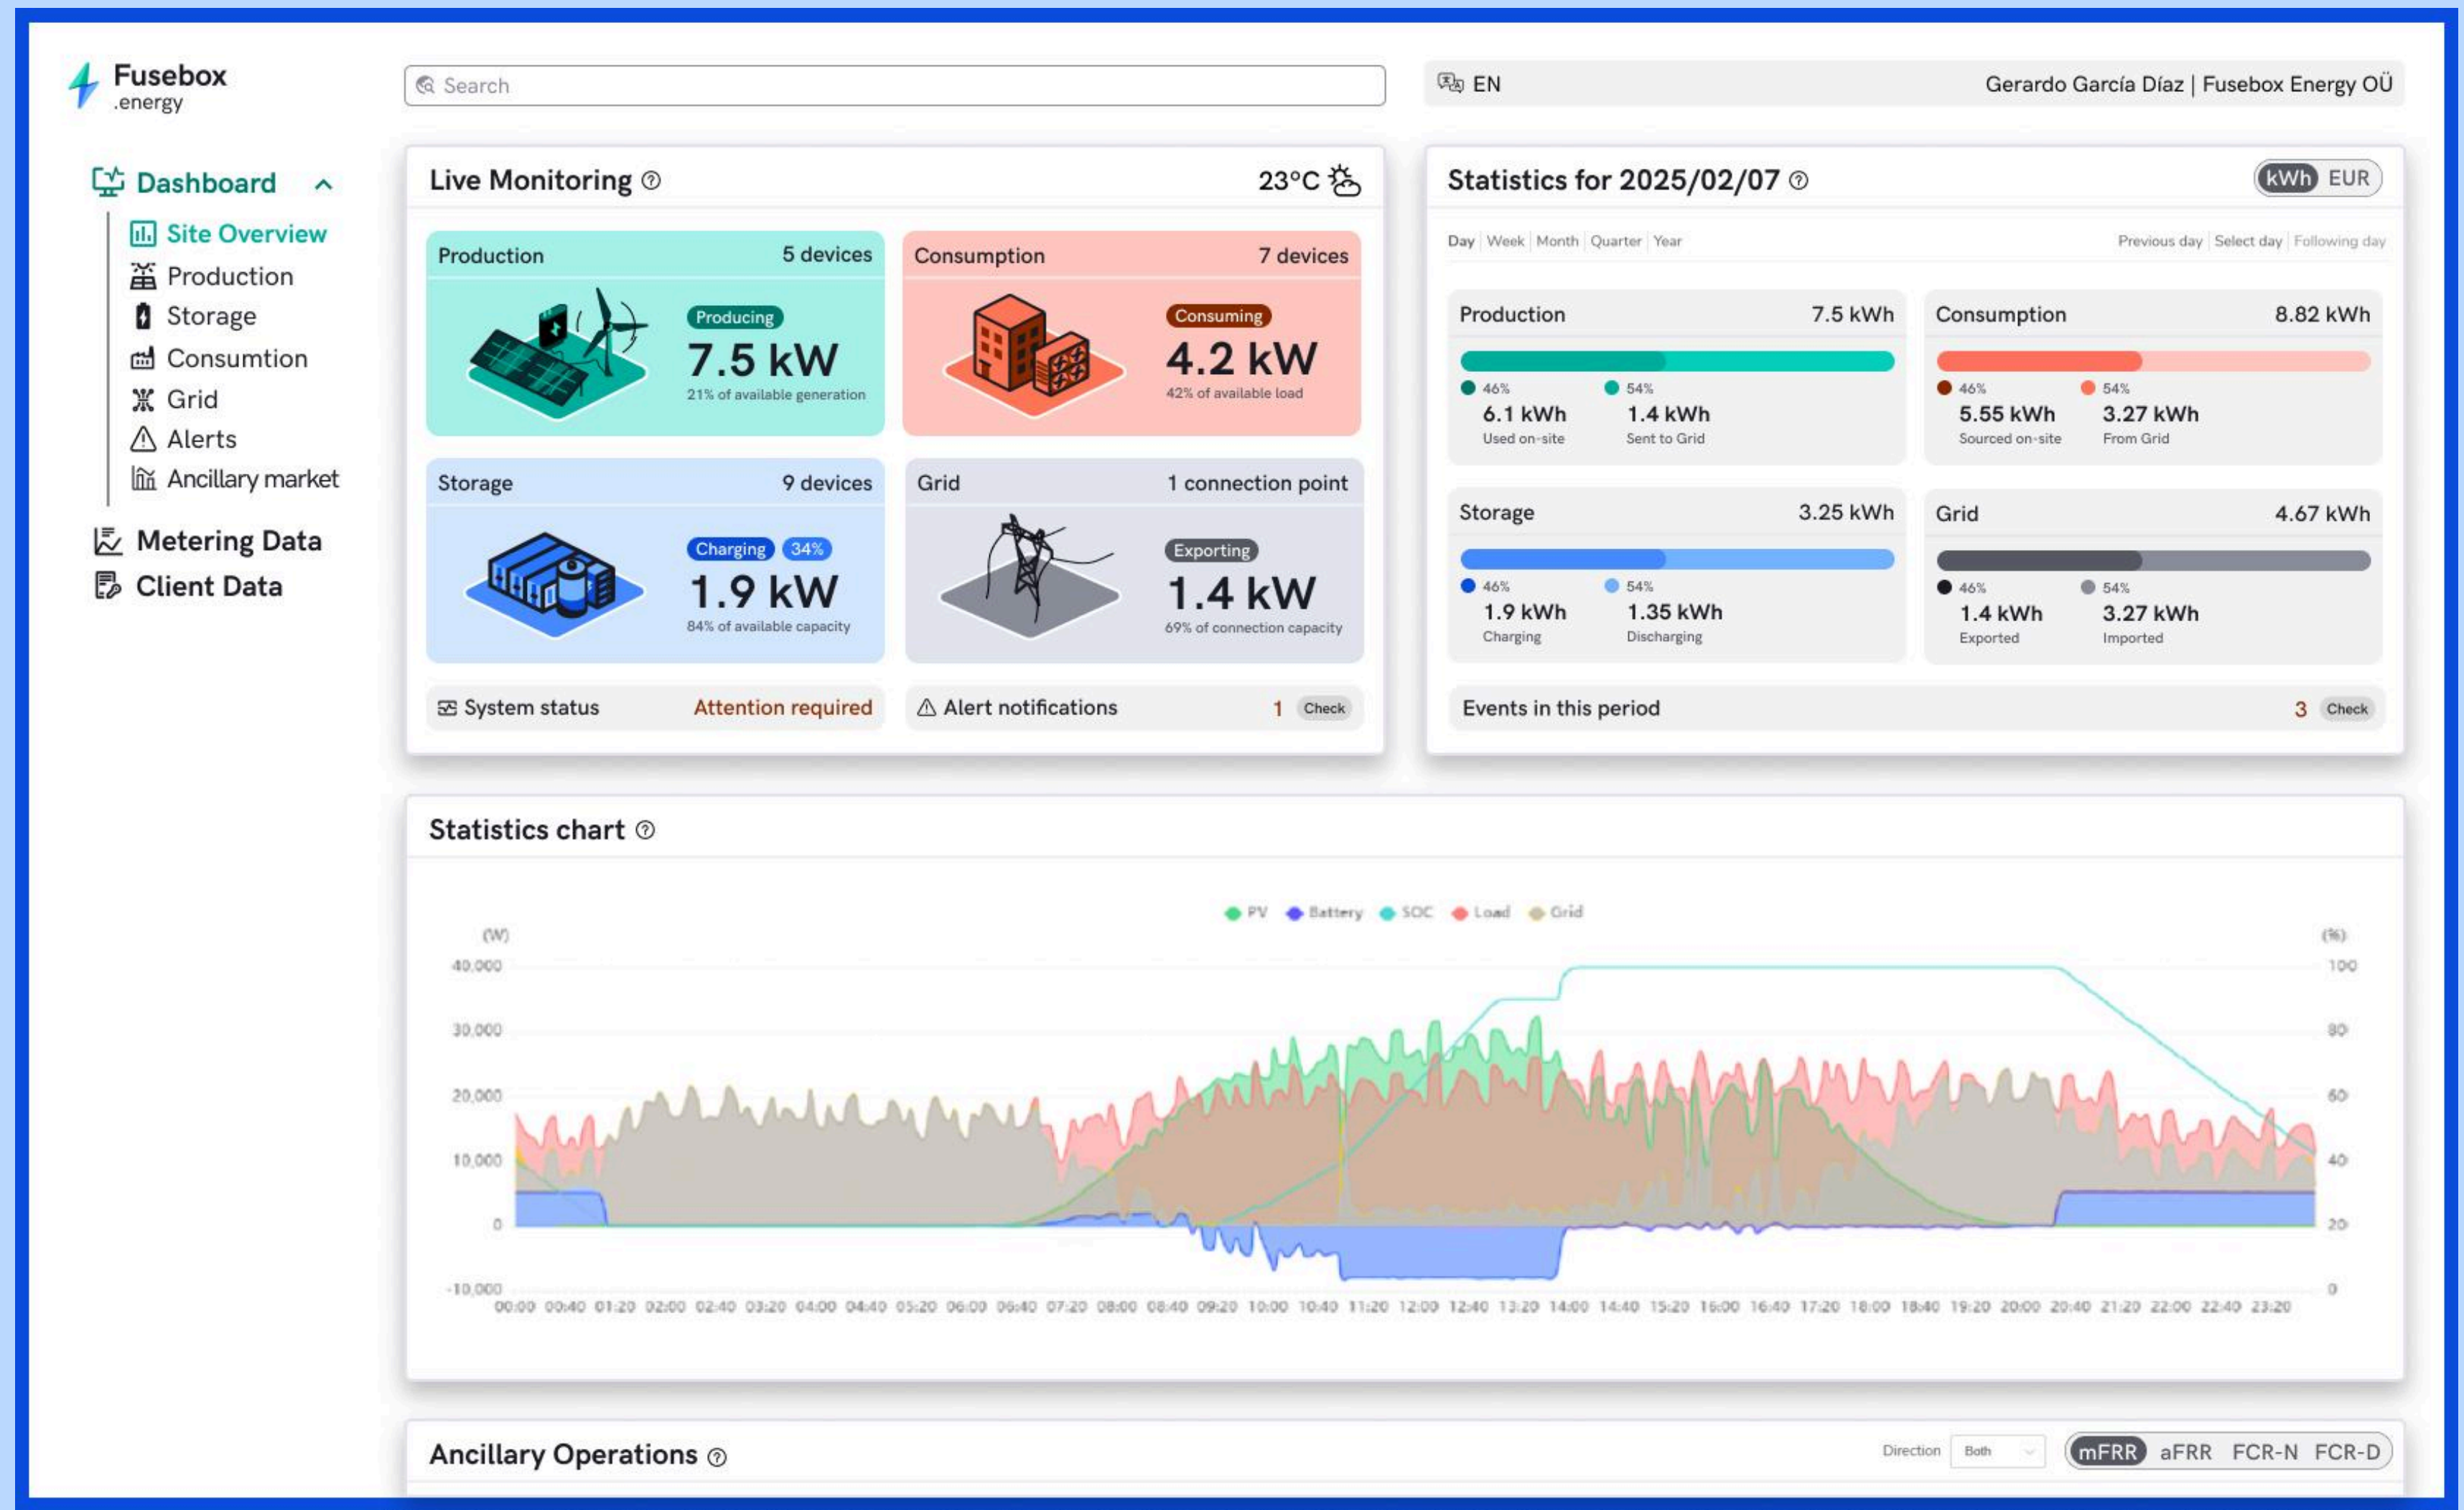 Fusebox
.energy
Search
EN
Gerardo García Díaz | Fusebox Energy OÜ
Dashboard
Site Overview
Production
Storage
Consumtion
Grid
Alerts
Ancillary market
Metering Data
Client Data
Live Monitoring
23°C
Production 5 devices
Producing
7.5 kW
21% of available generation
Consumption 7 devices
Consuming
4.2 kW
42% of available load
Storage 9 devices
Charging 34%
1.9 kW
84% of available capacity
Grid 1 connection point
Exporting
1.4 kW
69% of connection capacity
System status Attention required
Alert notifications 1 Check
Statistics for 2025/02/07
kWh EUR
Day Week Month Quarter Year
Previous day Select day Following day
Production 7.5 kWh
46% 54%
6.1 kWh 1.4 kWh
Used on-site Sent to Grid
Consumption 8.82 kWh
46% 54%
5.55 kWh 3.27 kWh
Sourced on-site From Grid
Storage 3.25 kWh
46% 54%
1.9 kWh 1.35 kWh
Charging Discharging
Grid 4.67 kWh
46% 54%
1.4 kWh 3.27 kWh
Exported Imported
Events in this period 3 Check
Statistics chart
PV Battery SOC Load Grid
(W) (%)
40,000 100
30,000 80
20,000 60
10,000 40
0 20
-10,000 0
00:00 00:40 01:20 02:00 02:40 03:20 04:00 04:40 05:20 06:00 06:40 07:20 08:00 08:40 09:20 10:00 10:40 11:20 12:00 12:40 13:20 14:00 14:40 15:20 16:00 16:40 17:20 18:00 18:40 19:20 20:00 20:40 21:20 22:00 22:40 23:20
Ancillary Operations
Direction Both
mFRR aFRR FCR-N FCR-D